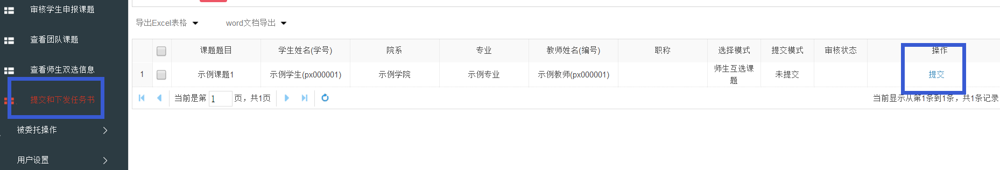 审核学生申报课题
查看团队课题
查看师生双选信息
提交和下发任务书
被委托操作
用户设置
导出Excel表格 word文档导出
课题题目 学生姓名(学号) 院系 专业 教师姓名(编号) 职称 选择模式 提交模式 审核状态 操作
1 示例课题1 示例学生(px000001) 示例学院 示例专业 示例教师(px000001) 师生互选课题 未提交 提交
当前是第 1 页，共1页 当前显示从第1条到1条，共1条记录